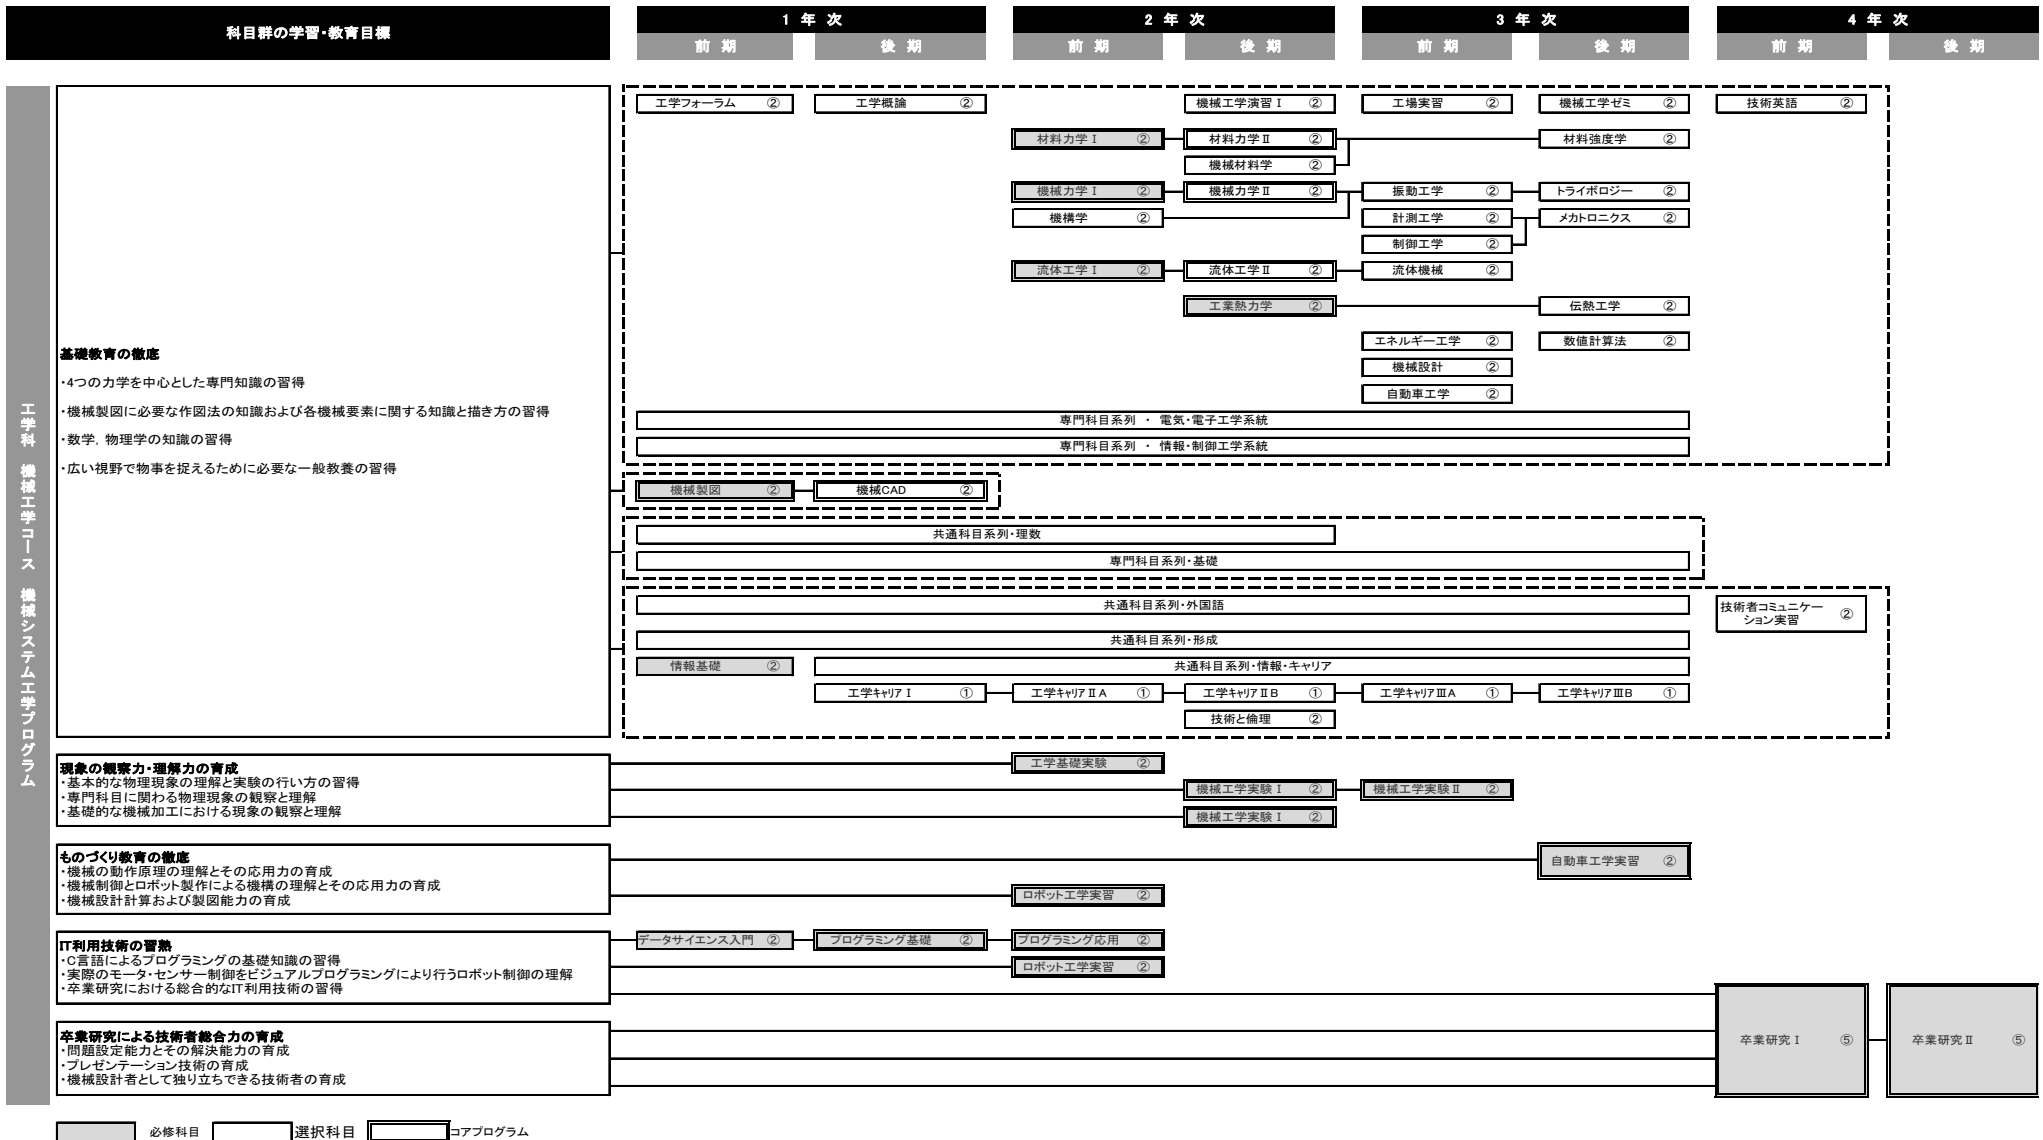 科目群の学習・教育目標
1 年 次
2 年 次
3 年 次
4 年 次
前 期
後 期
前 期
後 期
前 期
後 期
前 期
後 期
工学科 機械工学コース 機械システム工学プログラム
基礎教育の徹底
・4つの力学を中心とした専門知識の習得
・機械製図に必要な作図法の知識および各機械要素に関する知識と描き方の習得
・数学，物理学の知識の習得
・広い視野で物事を捉えるために必要な一般教養の習得
工学フォーラム ②
工学概論 ②
機械工学演習Ⅰ ②
工場実習 ②
機械工学ゼミ ②
技術英語 ②
材料力学Ⅰ ②
材料力学Ⅱ ②
材料強度学 ②
機械材料学 ②
機械力学Ⅰ ②
機械力学Ⅱ ②
振動工学 ②
トライボロジー ②
機構学 ②
計測工学 ②
メカトロニクス ②
制御工学 ②
流体工学Ⅰ ②
流体工学Ⅱ ②
流体機械 ②
工業熱力学 ②
伝熱工学 ②
エネルギー工学 ②
数値計算法 ②
機械設計 ②
自動車工学 ②
専門科目系列 ・ 電気・電子工学系統
専門科目系列 ・ 情報・制御工学系統
機械製図 ②
機械CAD ②
共通科目系列・理数
専門科目系列・基礎
共通科目系列・外国語
技術者コミュニケー
ション実習 ②
共通科目系列・形成
情報基礎 ②
共通科目系列・情報・キャリア
工学キャリアⅠ ①
工学キャリアⅡA ①
工学キャリアⅡB ①
工学キャリアⅢA ①
工学キャリアⅢB ①
技術と倫理 ②
現象の観察力・理解力の育成
・基本的な物理現象の理解と実験の行い方の習得
・専門科目に関わる物理現象の観察と理解
・基礎的な機械加工における現象の観察と理解
工学基礎実験 ②
機械工学実験Ⅰ ②
機械工学実験Ⅱ ②
機械工学実験Ⅰ ②
ものづくり教育の徹底
・機械の動作原理の理解とその応用力の育成
・機械制御とロボット製作による機構の理解とその応用力の育成
・機械設計計算および製図能力の育成
自動車工学実習 ②
ロボット工学実習 ②
IT利用技術の習熟
・C言語によるプログラミングの基礎知識の習得
・実際のモータ・センサー制御をビジュアルプログラミングにより行うロボット制御の理解
・卒業研究における総合的なIT利用技術の習得
データサイエンス入門 ②
プログラミング基礎 ②
プログラミング応用 ②
ロボット工学実習 ②
卒業研究による技術者総合力の育成
・問題設定能力とその解決能力の育成
・プレゼンテーション技術の育成
・機械設計者として独り立ちできる技術者の育成
卒業研究Ⅰ ⑤
卒業研究Ⅱ ⑤
必修科目
選択科目
コアプログラム